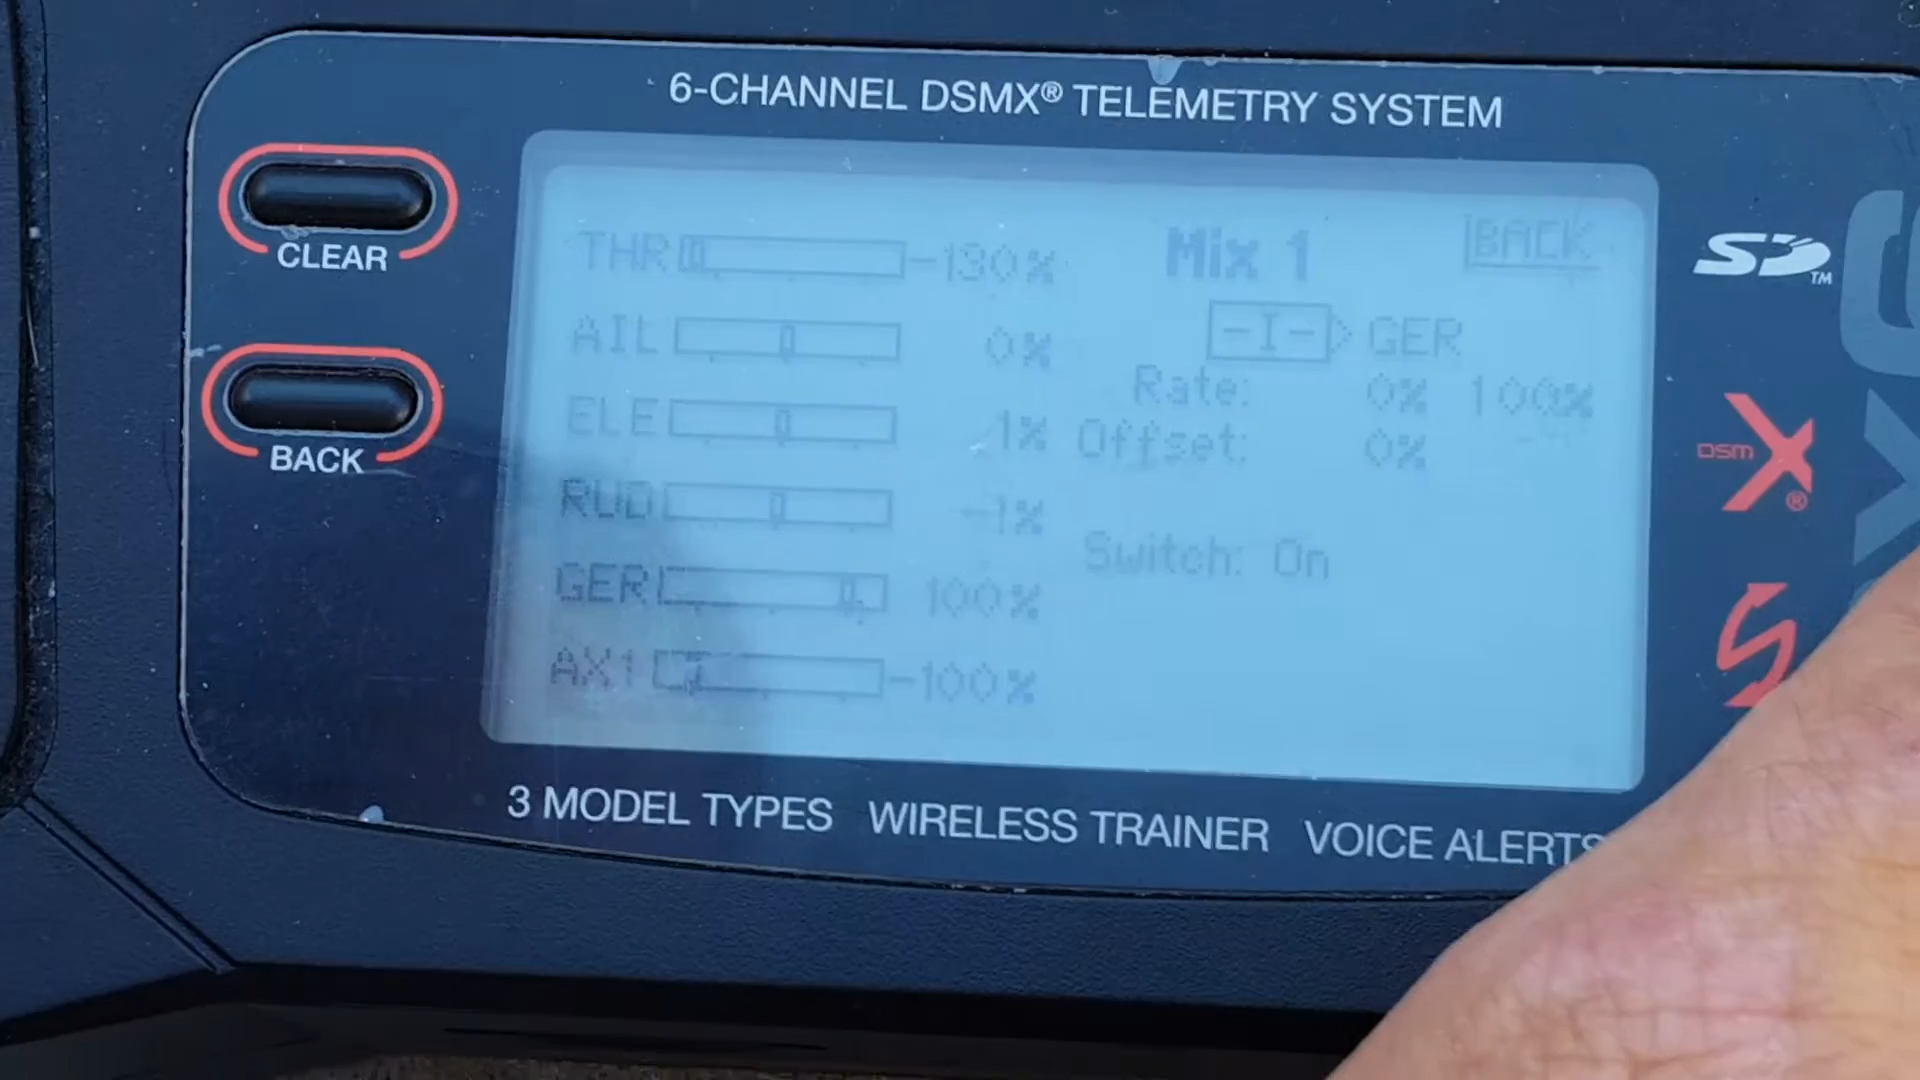 6-CHANNEL DSMX® TELEMETRY SYSTEM
CLEAR
BACK
THR -130%
AIL 0%
ELE 1%
RUD -1%
GER 100%
AX1 -100%
Mix 1 BACK
-I- GER
Rate: 0% 100%
Offset: 0%
Switch: On
SD™
DSM X®
3 MODEL TYPES WIRELESS TRAINER VOICE ALERTS